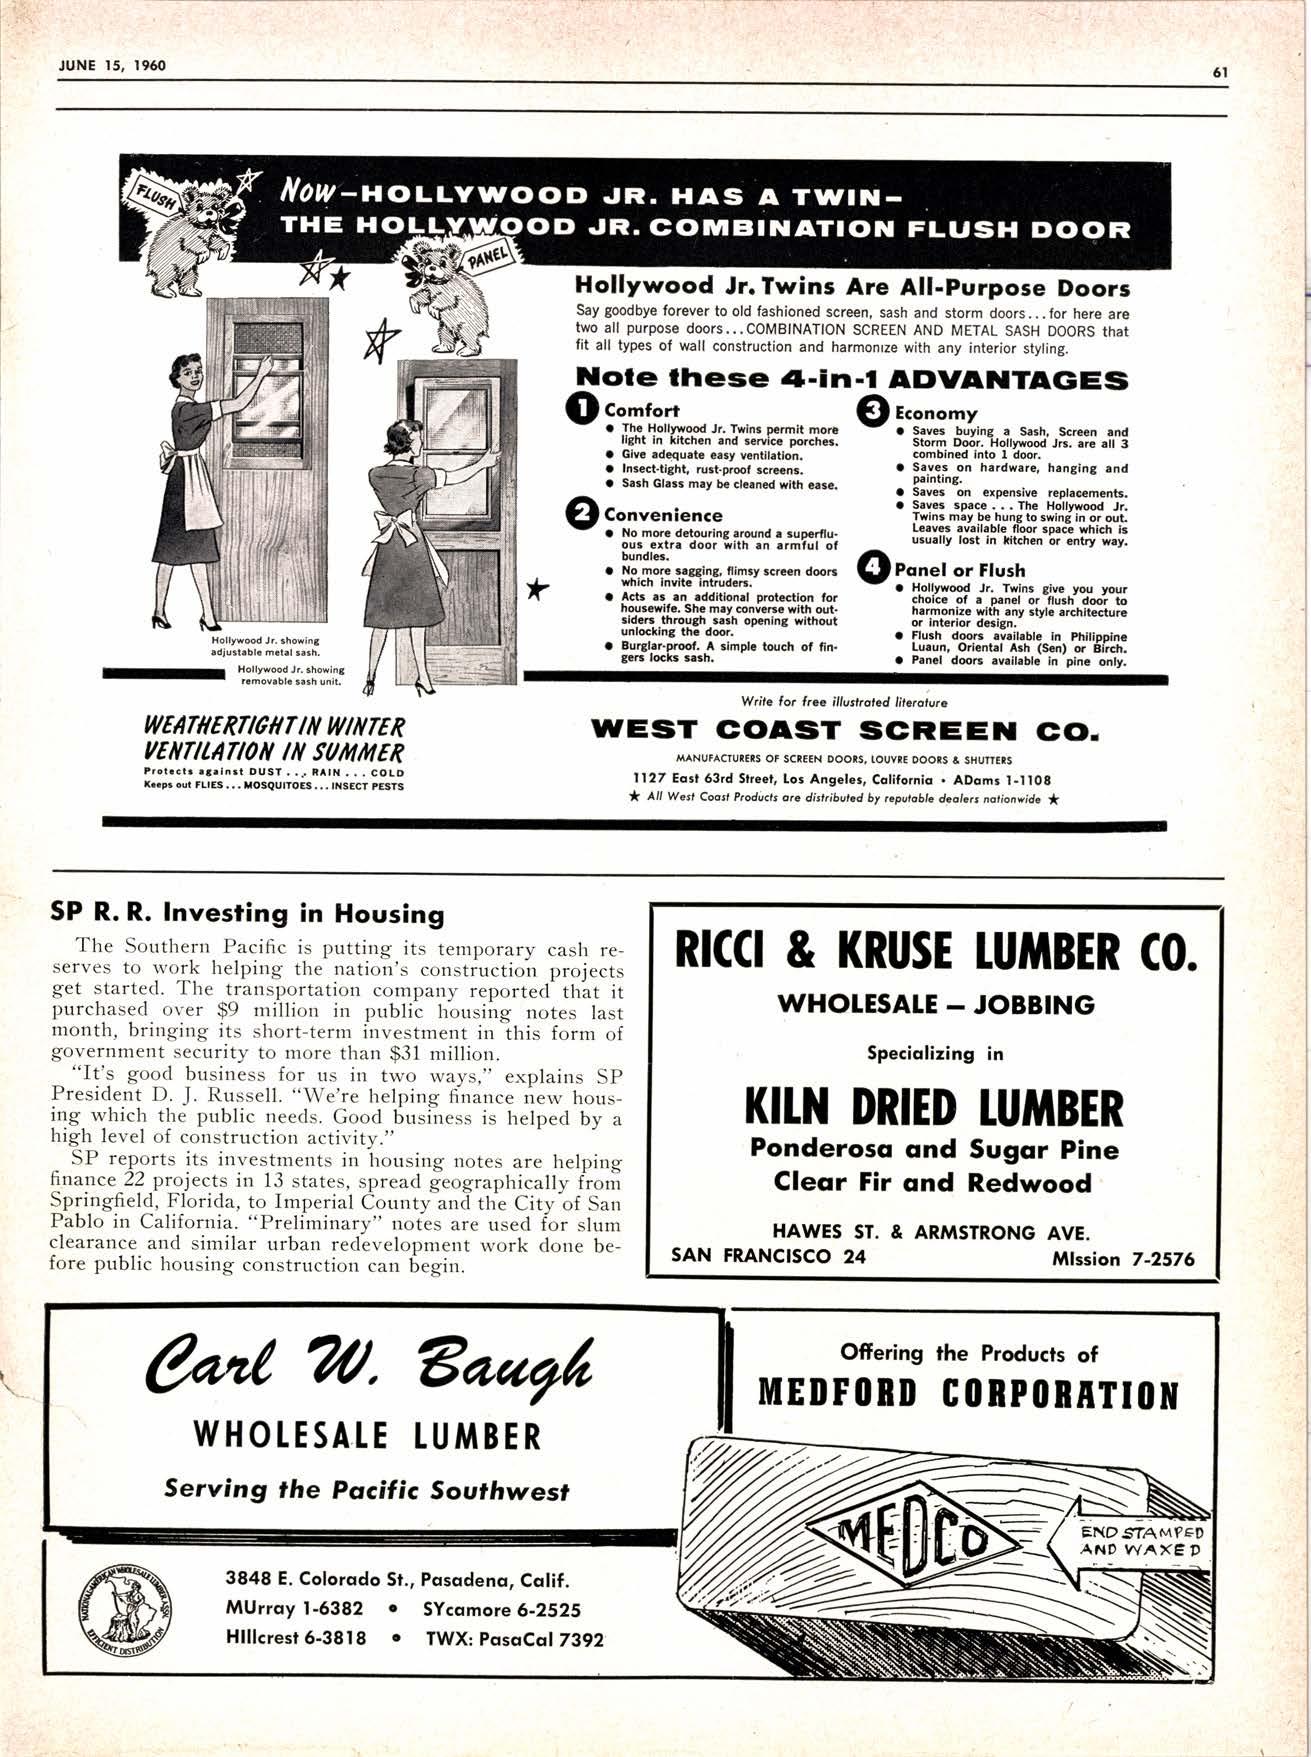 JUNE 15, 1960
61
FLUSH
NOW–HOLLYWOOD JR. HAS A TWIN–
THE HOLLYWOOD JR. COMBINATION FLUSH DOOR
PANEL
Hollywood Jr. Twins Are All-Purpose Doors
Say goodbye forever to old fashioned screen, sash and storm doors...for here are
two all purpose doors...COMBINATION SCREEN AND METAL SASH DOORS that
fit all types of wall construction and harmonize with any interior styling.
Note these 4-in-1 ADVANTAGES
1 Comfort
• The Hollywood Jr. Twins permit more
light in kitchen and service porches.
• Give adequate easy ventilation.
• Insect-tight, rust-proof screens.
• Sash Glass may be cleaned with ease.
2 Convenience
• No more detouring around a superflu-
ous extra door with an armful of
bundles.
• No more sagging, flimsy screen doors
which invite intruders.
• Acts as an additional protection for
housewife. She may converse with out-
siders through sash opening without
unlocking the door.
• Burglar-proof. A simple touch of fin-
gers locks sash.
3 Economy
• Saves buying a Sash, Screen and
Storm Door. Hollywood Jrs. are all 3
combined into 1 door.
• Saves on hardware, hanging and
painting.
• Saves on expensive replacements.
• Saves space . . . The Hollywood Jr.
Twins may be hung to swing in or out.
Leaves available floor space which is
usually lost in kitchen or entry way.
4 Panel or Flush
• Hollywood Jr. Twins give you your
choice of a panel or flush door to
harmonize with any style architecture
or interior design.
• Flush doors available in Philippine
Luaun, Oriental Ash (Sen) or Birch.
• Panel doors available in pine only.
Hollywood Jr. showing
adjustable metal sash.
Hollywood Jr. showing
removable sash unit.
WEATHERTIGHT IN WINTER
VENTILATION IN SUMMER
Protects against DUST . . . RAIN . . . COLD
Keeps out FLIES . . . MOSQUITOES . . . INSECT PESTS
Write for free illustrated literature
WEST COAST SCREEN CO.
MANUFACTURERS OF SCREEN DOORS, LOUVRE DOORS & SHUTTERS
1127 East 63rd Street, Los Angeles, California • ADams 1-1108
★ All West Coast Products are distributed by reputable dealers nationwide ★
SP R. R. Investing in Housing
The Southern Pacific is putting its temporary cash re-
serves to work helping the nation's construction projects
get started. The transportation company reported that it
purchased over $9 million in public housing notes last
month, bringing its short-term investment in this form of
government security to more than $31 million.
"It's good business for us in two ways," explains SP
President D. J. Russell. "We're helping finance new hous-
ing which the public needs. Good business is helped by a
high level of construction activity."
SP reports its investments in housing notes are helping
finance 22 projects in 13 states, spread geographically from
Springfield, Florida, to Imperial County and the City of San
Pablo in California. "Preliminary" notes are used for slum
clearance and similar urban redevelopment work done be-
fore public housing construction can begin.
RICCI & KRUSE LUMBER CO.
WHOLESALE – JOBBING
Specializing in
KILN DRIED LUMBER
Ponderosa and Sugar Pine
Clear Fir and Redwood
HAWES ST. & ARMSTRONG AVE.
SAN FRANCISCO 24 MIssion 7-2576
Carl W. Baugh
WHOLESALE LUMBER
Serving the Pacific Southwest
NATIONAL-AMERICAN WHOLESALE LUMBER ASSN.
EFFICIENT DISTRIBUTION
3848 E. Colorado St., Pasadena, Calif.
MUrray 1-6382 • SYcamore 6-2525
HIllcrest 6-3818 • TWX: PasaCal 7392
Offering the Products of
MEDFORD CORPORATION
MEDCO
END STAMPED
AND WAXED